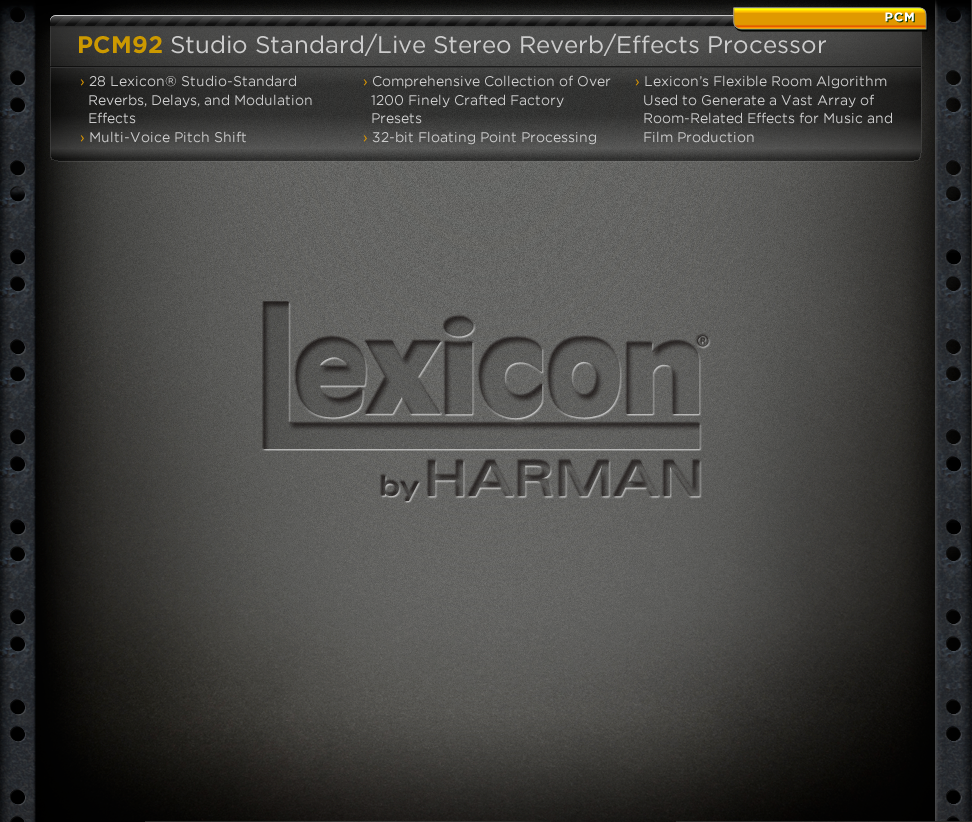 PCM
PCM92 Studio Standard/Live Stereo Reverb/Effects Processor
› 28 Lexicon® Studio-Standard
Reverbs, Delays, and Modulation
Effects
› Multi-Voice Pitch Shift
› Comprehensive Collection of Over
1200 Finely Crafted Factory
Presets
› 32-bit Floating Point Processing
› Lexicon's Flexible Room Algorithm
Used to Generate a Vast Array of
Room-Related Effects for Music and
Film Production
Lexicon®
by HARMAN